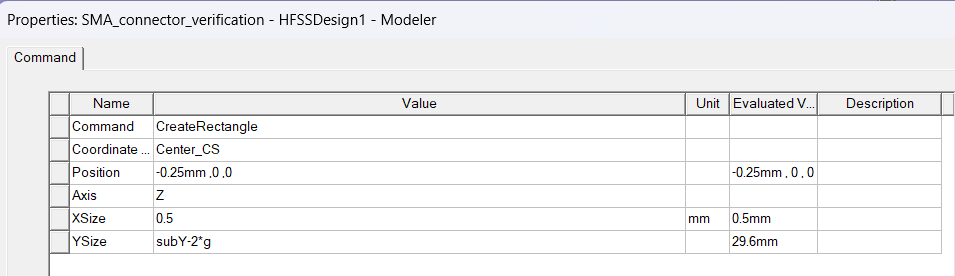 Properties: SMA_connector_verification - HFSSDesign1 - Modeler
Command
Name Value Unit Evaluated V... Description
Command CreateRectangle
Coordinate ... Center_CS
Position -0.25mm ,0 ,0 -0.25mm , 0 , 0
Axis Z
XSize 0.5 mm 0.5mm
YSize subY-2*g 29.6mm